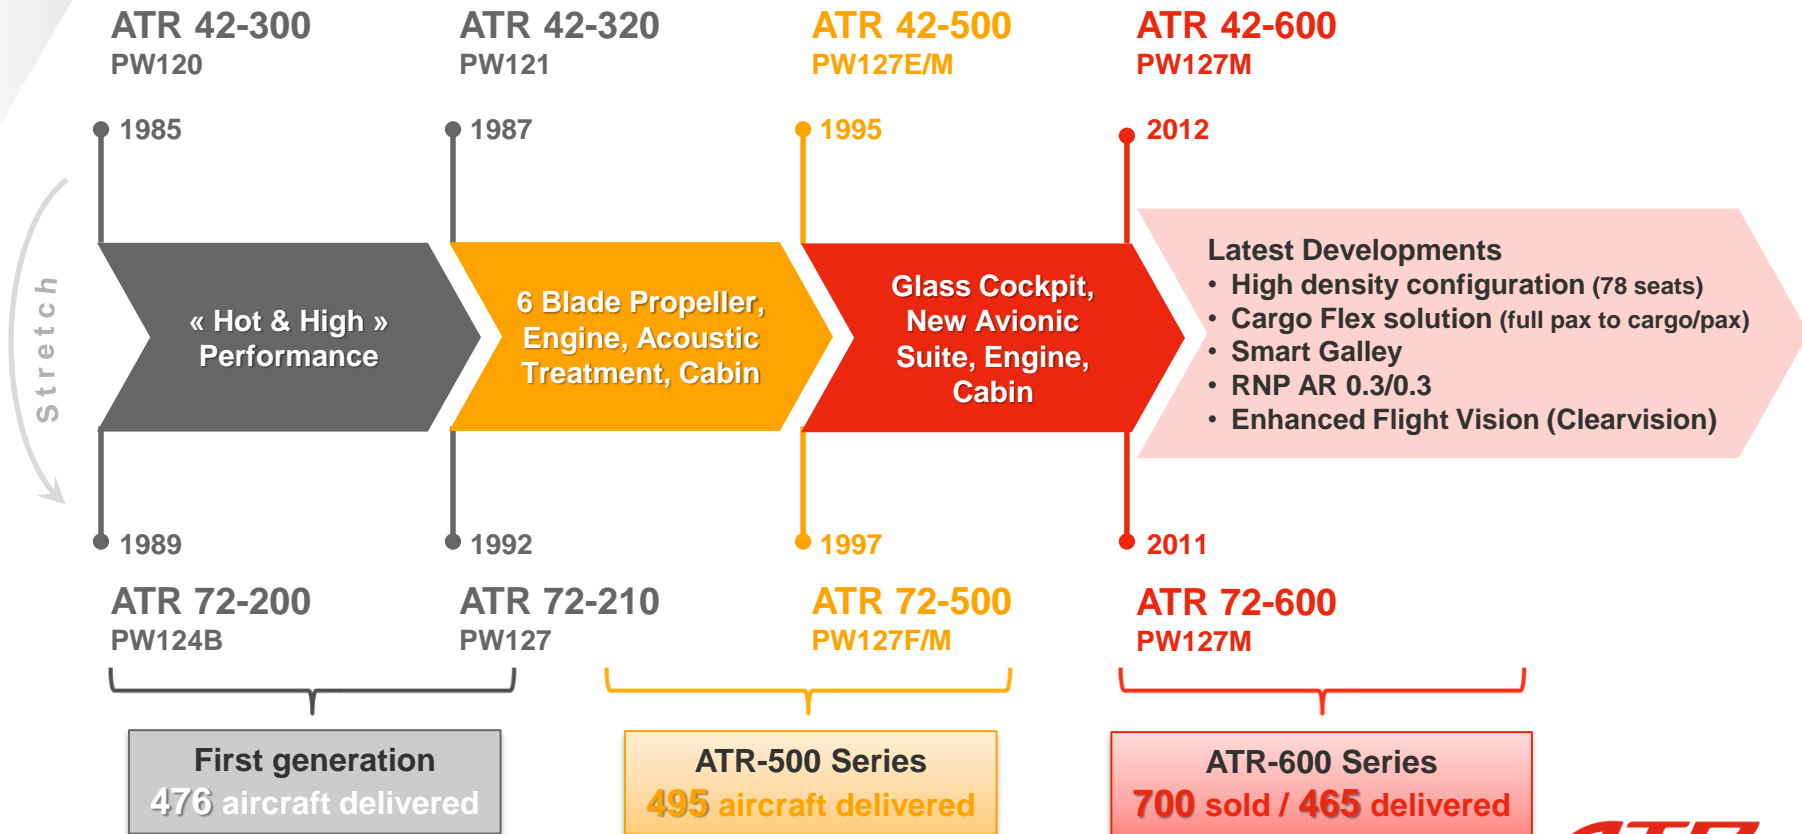 ATR 42-300
PW120
ATR 42-320
PW121
ATR 42-500
PW127E/M
ATR 42-600
PW127M
1985
1987
1995
2012
Stretch
« Hot & High »
Performance
6 Blade Propeller,
Engine, Acoustic
Treatment, Cabin
Glass Cockpit,
New Avionic
Suite, Engine,
Cabin
Latest Developments
• High density configuration (78 seats)
• Cargo Flex solution (full pax to cargo/pax)
• Smart Galley
• RNP AR 0.3/0.3
• Enhanced Flight Vision (Clearvision)
1989
1992
1997
2011
ATR 72-200
PW124B
ATR 72-210
PW127
ATR 72-500
PW127F/M
ATR 72-600
PW127M
First generation
476 aircraft delivered
ATR-500 Series
495 aircraft delivered
ATR-600 Series
700 sold / 465 delivered
ATR